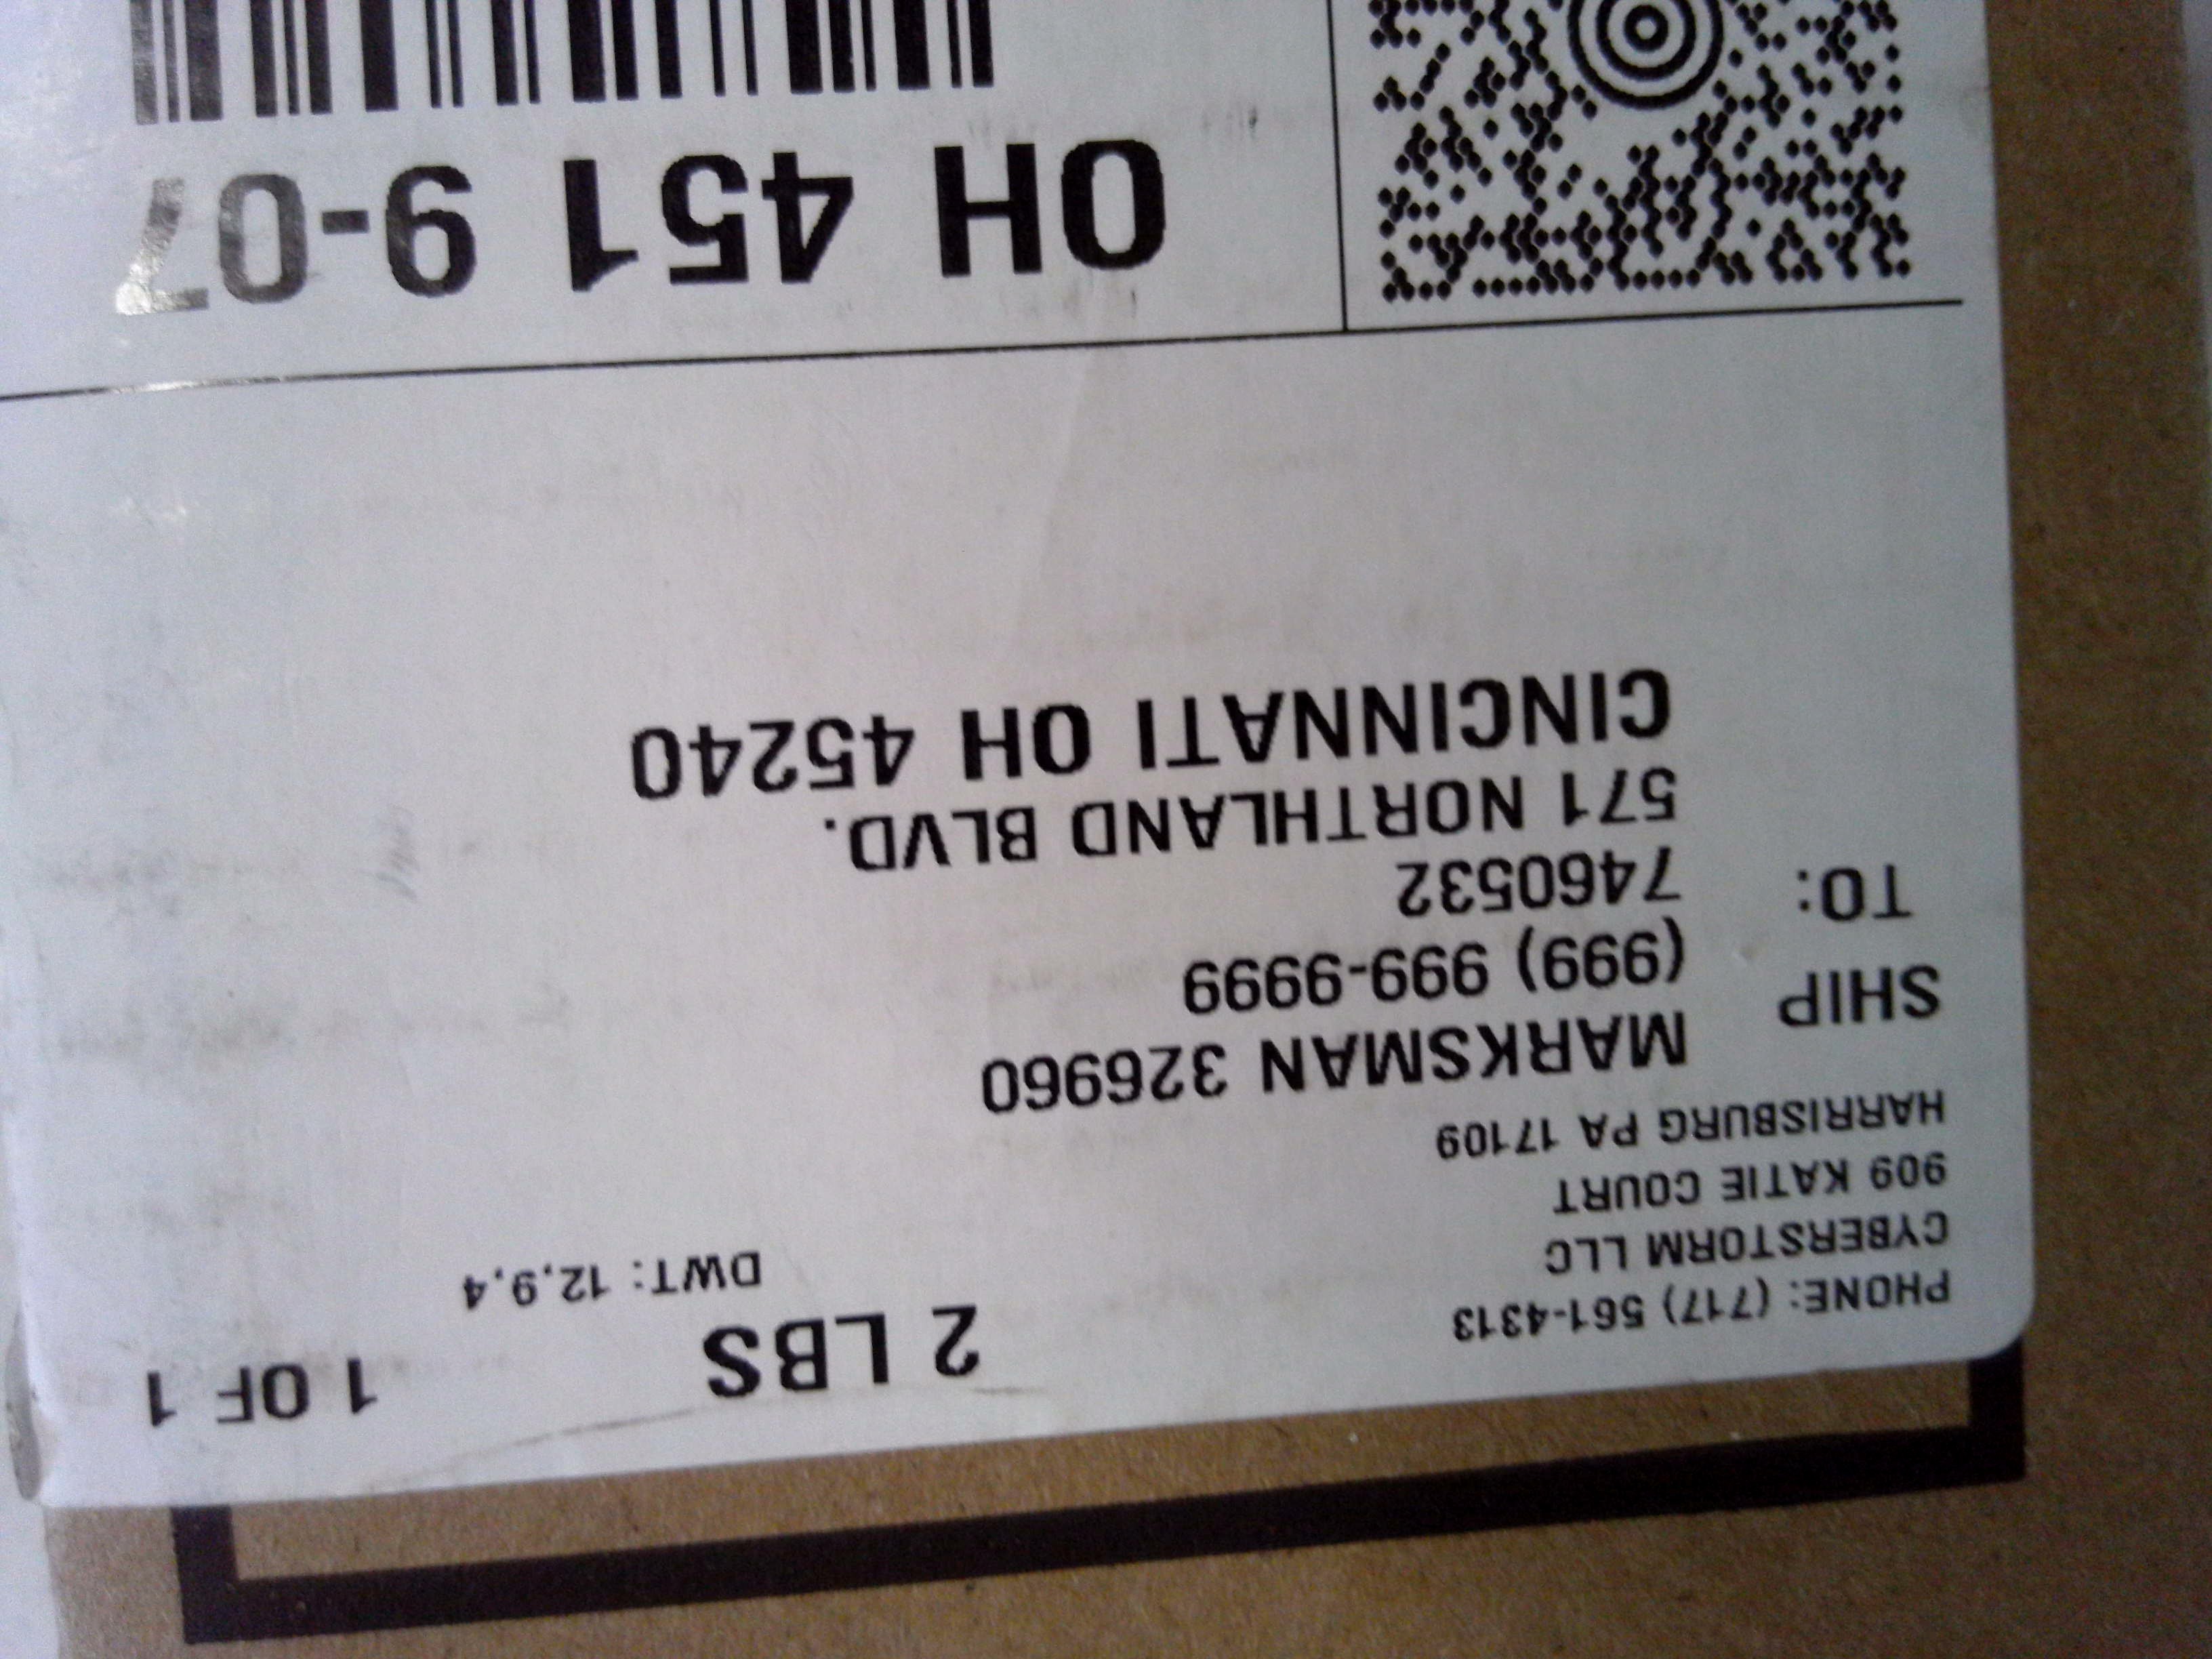 PHONE: (717) 561-4313
CYBERSTORM LLC
909 KATIE COURT
HARRISBURG PA 17109
2 LBS
1 OF 1
DWT: 12,9,4
SHIP
TO:
MARKSMAN 326960
(999) 999-9999
7460532
571 NORTHLAND BLVD.
CINCINNATI OH 45240
OH 451 9-07